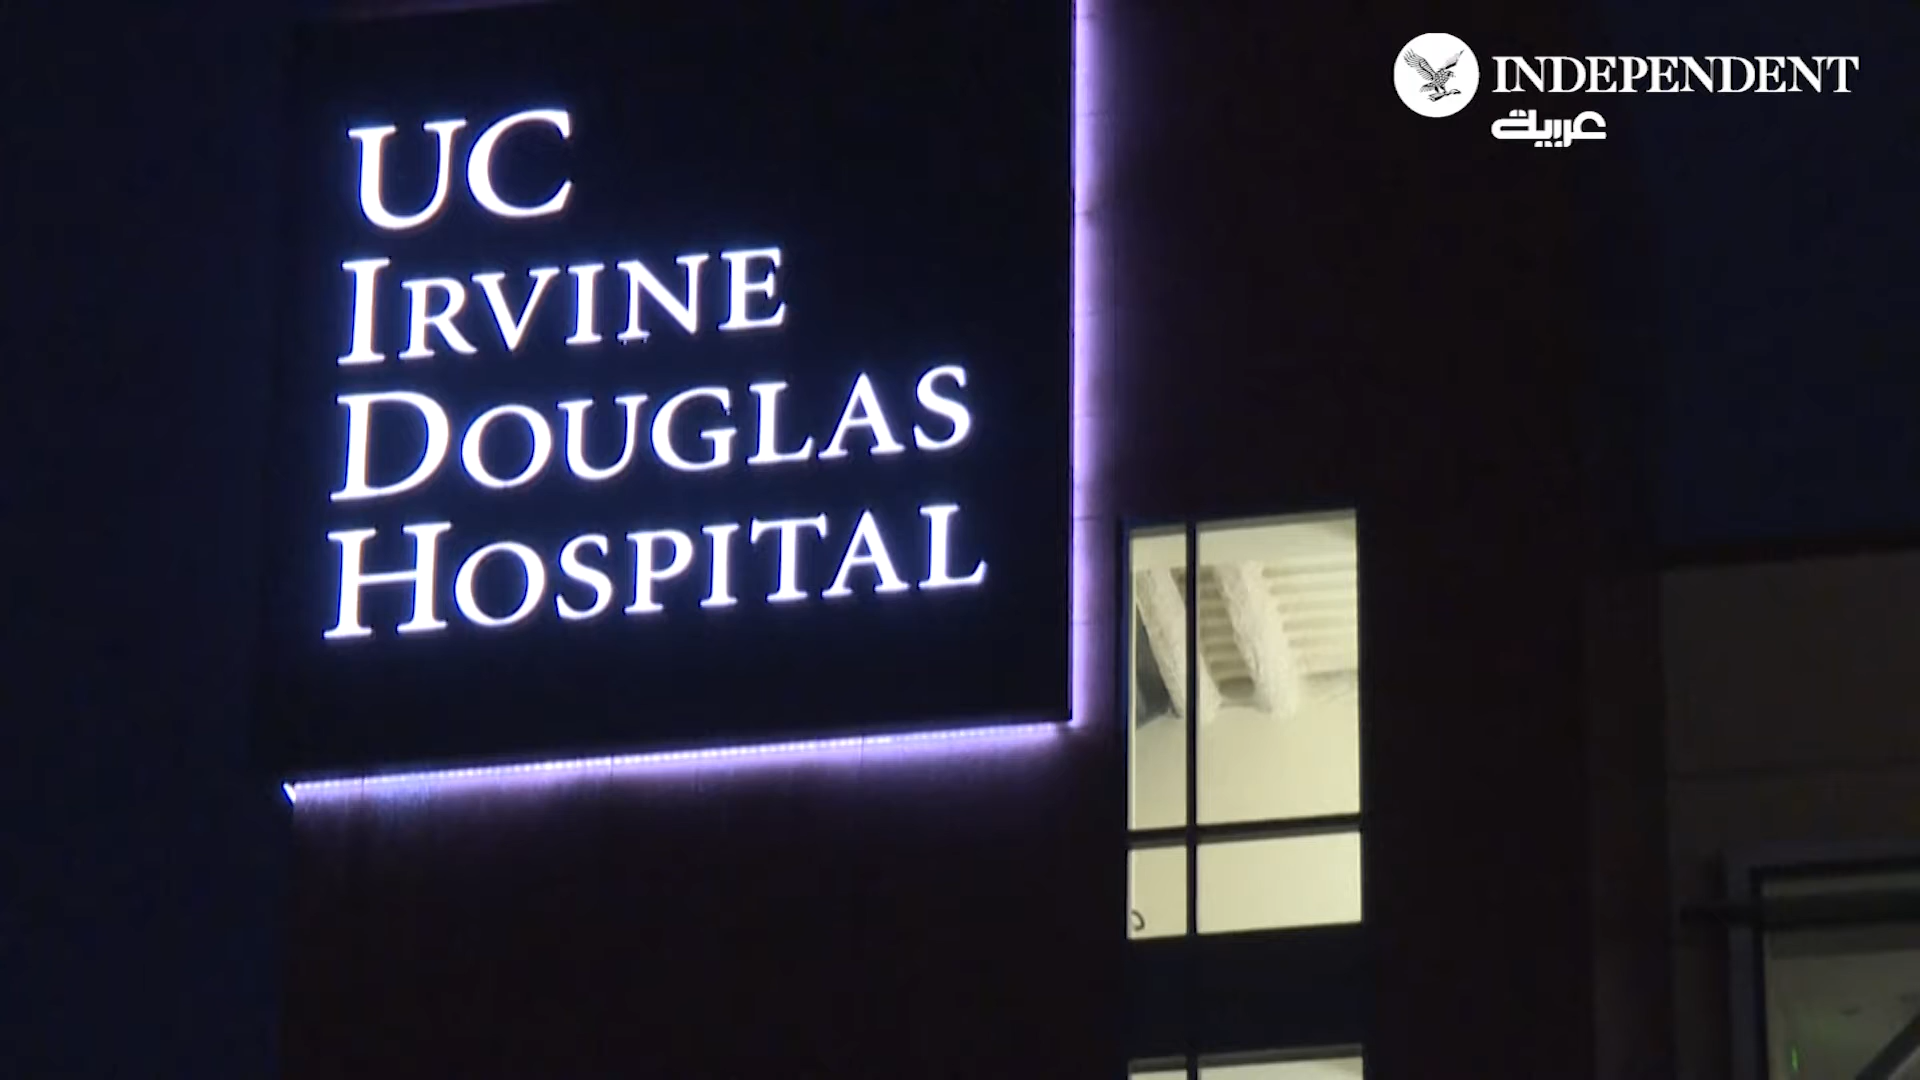 UC
IRVINE
DOUGLAS
HOSPITAL
INDEPENDENT
عربية